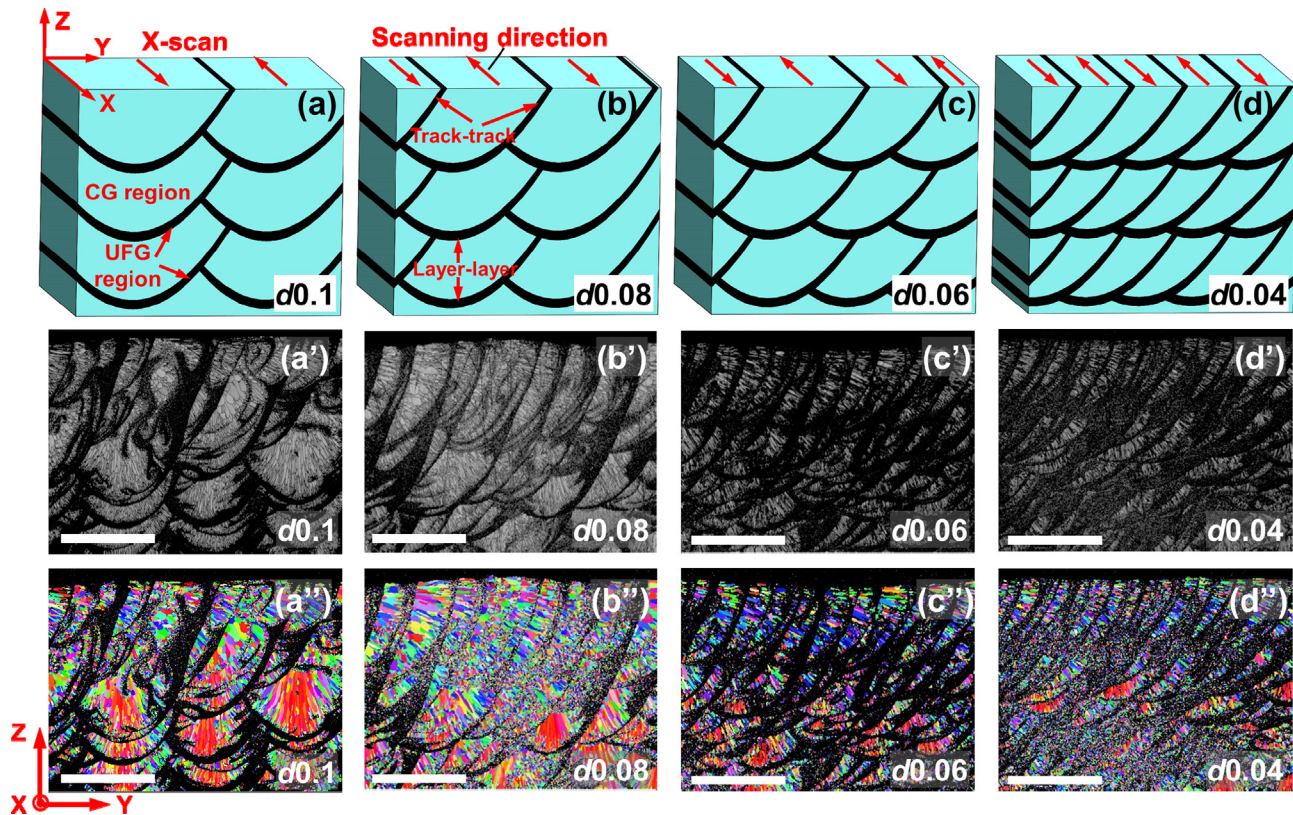 Z
Y
X
X-scan
(a)
CG region
UFG
region
d0.1
Scanning direction
(b)
Track-track
Layer-layer
d0.08
(c)
d0.06
(d)
d0.04
(a’)
d0.1
(b’)
d0.08
(c’)
d0.06
(d’)
d0.04
(a’’)
d0.1
(b’’)
d0.08
(c’’)
d0.06
(d’’)
d0.04
Z
X
Y